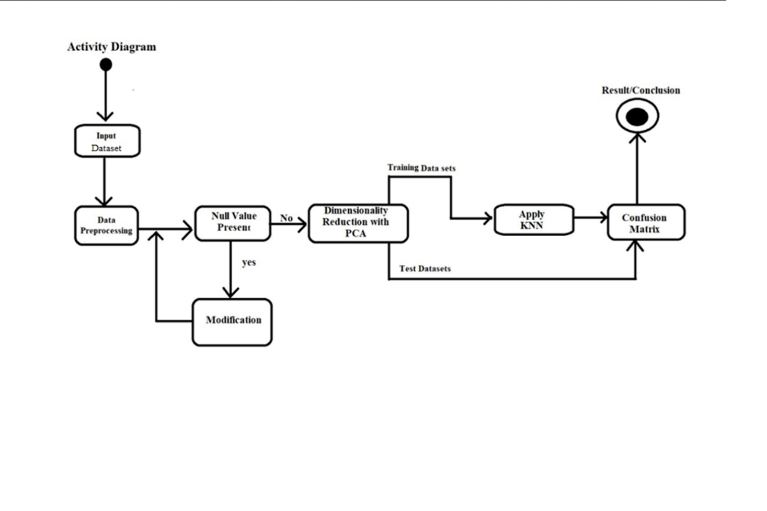 Activity Diagram
Result/Conclusion
Input
Dataset
Training Data sets
Data
Preprocessing
Null Value
Present
No
Dimensionality
Reduction with
PCA
Apply
KNN
Confusion
Matrix
yes
Test Datasets
Modification